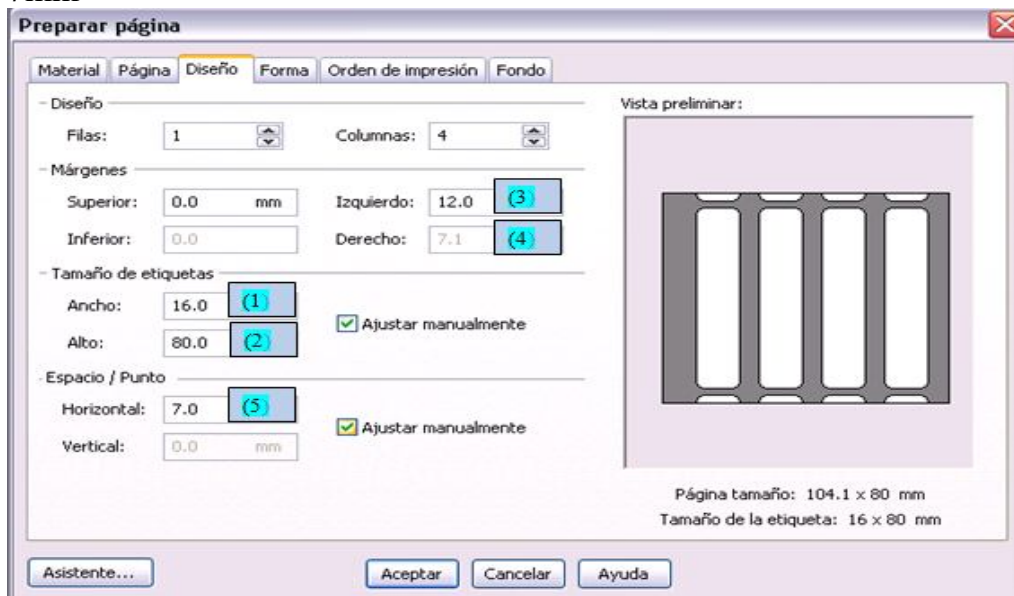 Preparar página
Material Página Diseño Forma Orden de impresión Fondo
Diseño
Filas: 1 Columnas: 4
Márgenes
Superior: 0.0 mm Izquierdo: 12.0 (3)
Inferior: 0.0 Derecho: 7.1 (4)
Tamaño de etiquetas
Ancho: 16.0 (1)
Ajustar manualmente
Alto: 80.0 (2)
Espacio / Punto
Horizontal: 7.0 (5)
Ajustar manualmente
Vertical: 0.0 mm
Vista preliminar:
Página tamaño: 104.1 x 80 mm
Tamaño de la etiqueta: 16 x 80 mm
Asistente... Aceptar Cancelar Ayuda